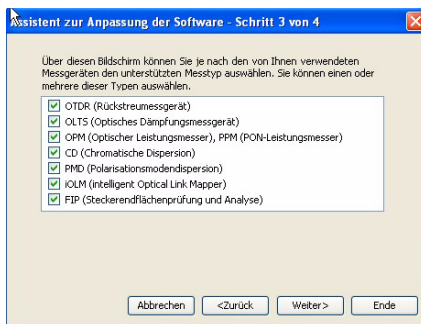 Assistent zur Anpassung der Software - Schritt 3 von 4
Über diesen Bildschirm können Sie je nach den von Ihnen verwendeten
Messgeräten den unterstützten Messtyp auswählen. Sie können einen oder
mehrere dieser Typen auswählen.
OTDR (Rückstreumessgerät)
OLTS (Optisches Dämpfungsmessgerät)
OPM (Optischer Leistungsmesser), PPM (PON-Leistungsmesser)
CD (Chromatische Dispersion)
PMD (Polarisationsmodendispersion)
iOLM (intelligent Optical Link Mapper)
FIP (Steckerendflächenprüfung und Analyse)
Abbrechen <Zurück Weiter> Ende